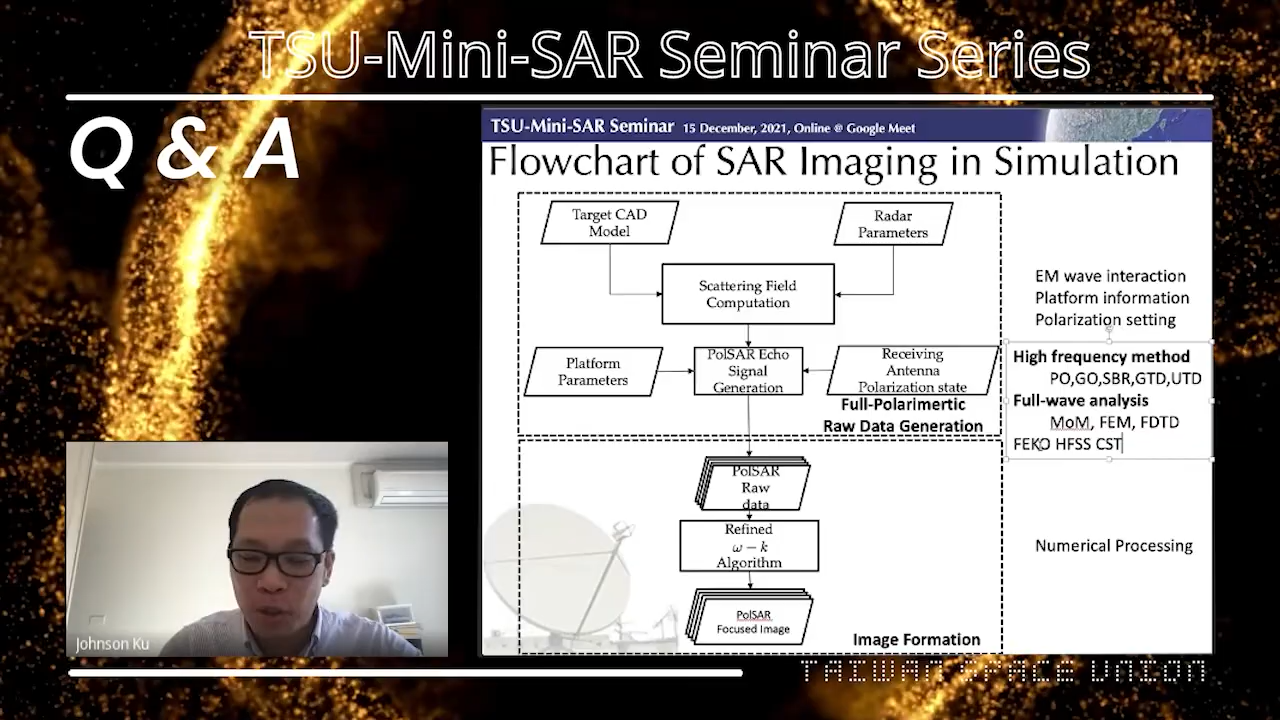 TSU-Mini-SAR Seminar Series
Q & A
TSU-Mini-SAR Seminar 15 December, 2021, Online @ Google Meet
Flowchart of SAR Imaging in Simulation
Target CAD
Model
Radar
Parameters
Scattering Field
Computation
EM wave interaction
Platform information
Polarization setting
Platform
Parameters
PolSAR Echo
Signal
Generation
Receiving
Antenna
Polarization state
Full-Polarimertic
Raw Data Generation
High frequency method
PO,GO,SBR,GTD,UTD
Full-wave analysis
MoM, FEM, FDTD
FEKO HFSS CST
PolSAR
Raw
data
Refined
ω − k
Algorithm
Numerical Processing
PolSAR
Focused Image
Image Formation
Johnson Ku
TAIWAN SPACE UNION